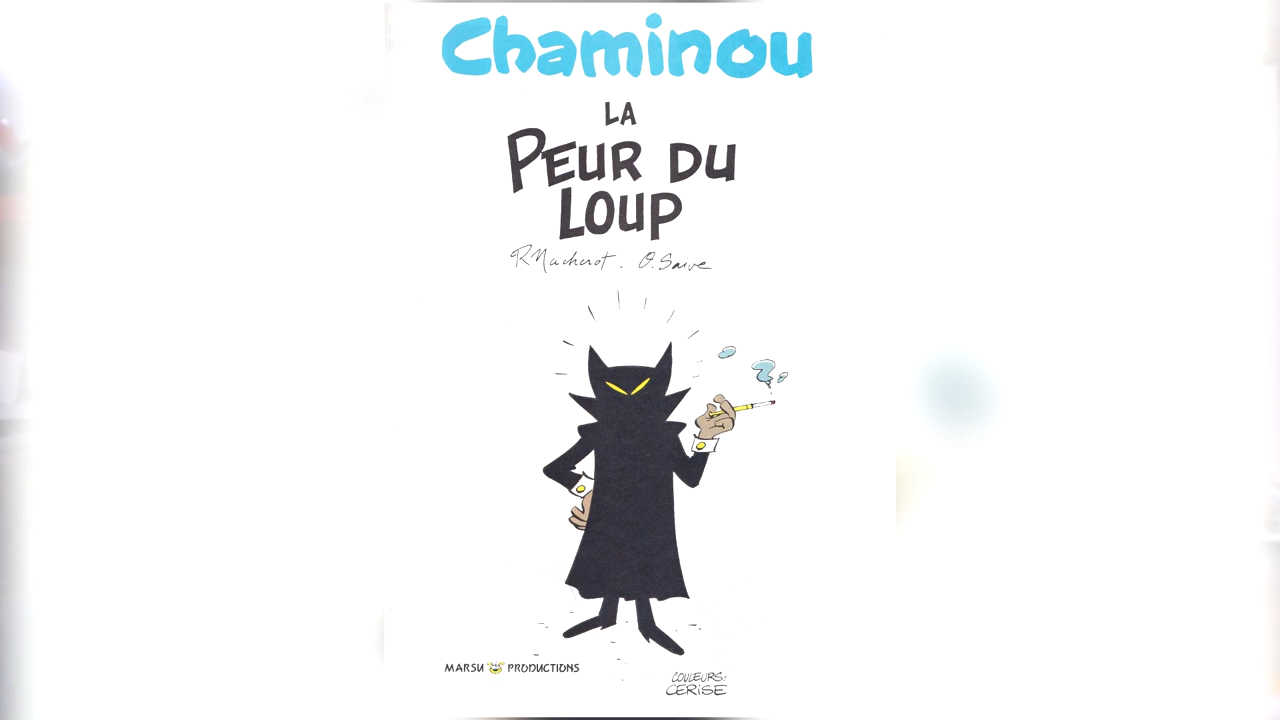 Chaminou
LA
PEUR DU
LOUP
R Macherot . O. Saive
MARSU PRODUCTIONS
COULEURS:
CERISE